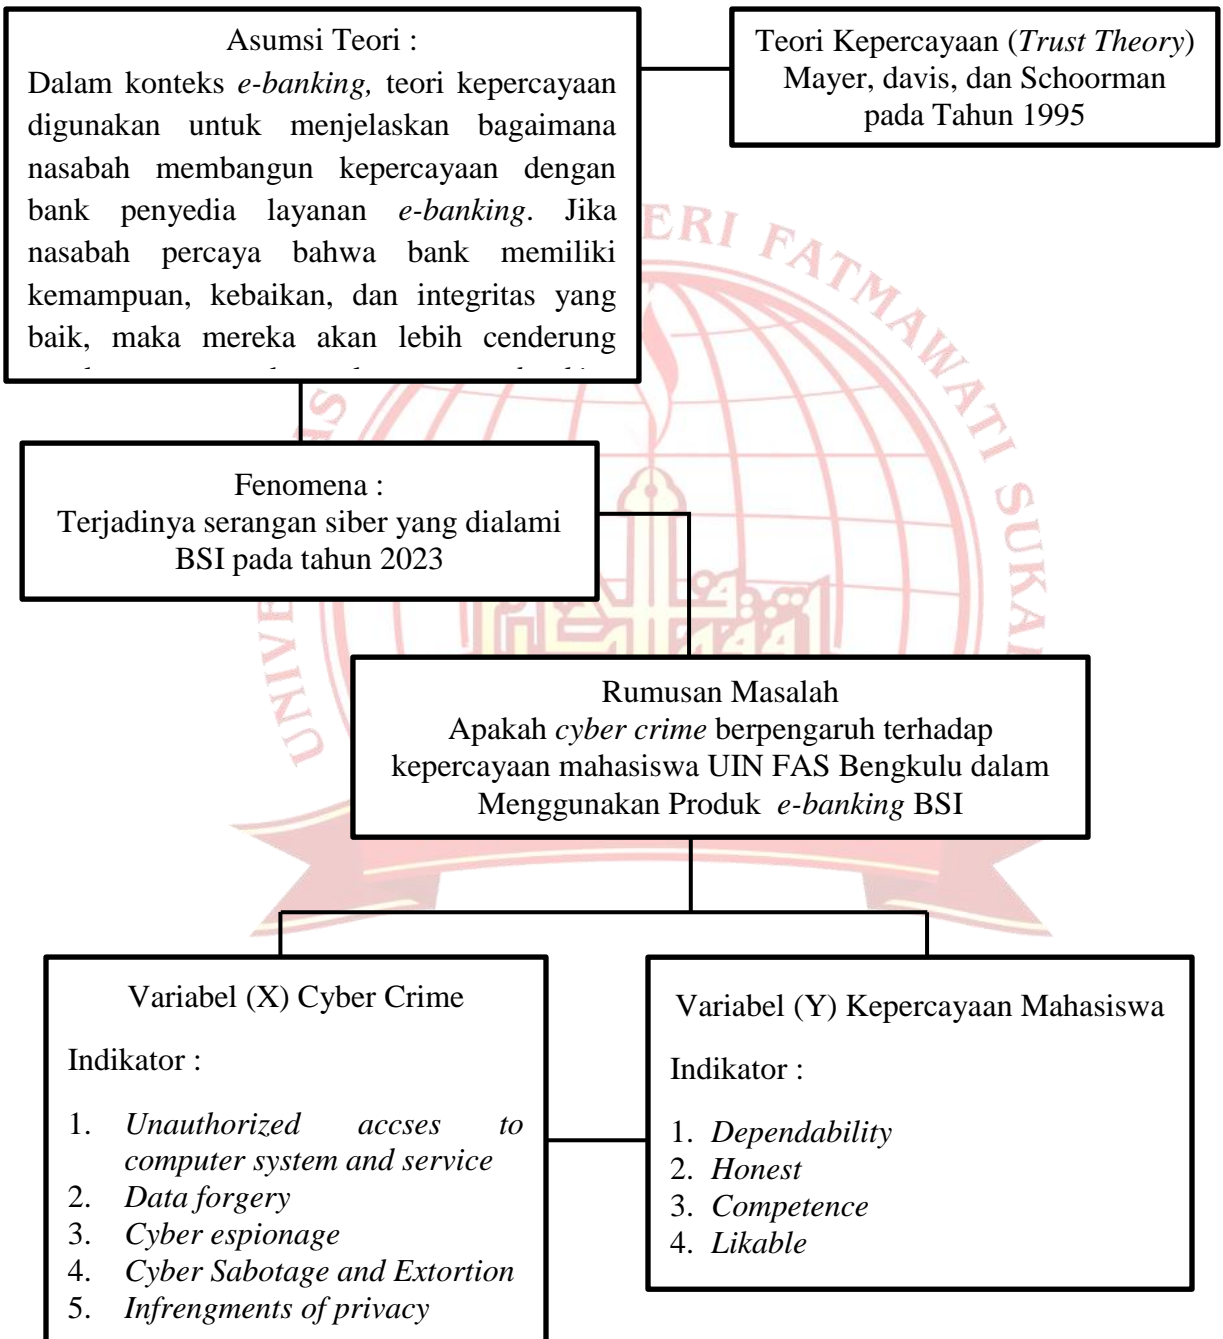 Asumsi Teori :
Dalam konteks e-banking, teori kepercayaan
digunakan untuk menjelaskan bagaimana
nasabah membangun kepercayaan dengan
bank penyedia layanan e-banking. Jika
nasabah percaya bahwa bank memiliki
kemampuan, kebaikan, dan integritas yang
baik, maka mereka akan lebih cenderung
Teori Kepercayaan (Trust Theory)
Mayer, davis, dan Schoorman
pada Tahun 1995
ERI FATMAWATI SUKA
UNIVE
AS
Fenomena :
Terjadinya serangan siber yang dialami
BSI pada tahun 2023
Rumusan Masalah
Apakah cyber crime berpengaruh terhadap
kepercayaan mahasiswa UIN FAS Bengkulu dalam
Menggunakan Produk e-banking BSI
Variabel (X) Cyber Crime
Indikator :
1. Unauthorized accses to
computer system and service
2. Data forgery
3. Cyber espionage
4. Cyber Sabotage and Extortion
5. Infrengments of privacy
Variabel (Y) Kepercayaan Mahasiswa
Indikator :
1. Dependability
2. Honest
3. Competence
4. Likable